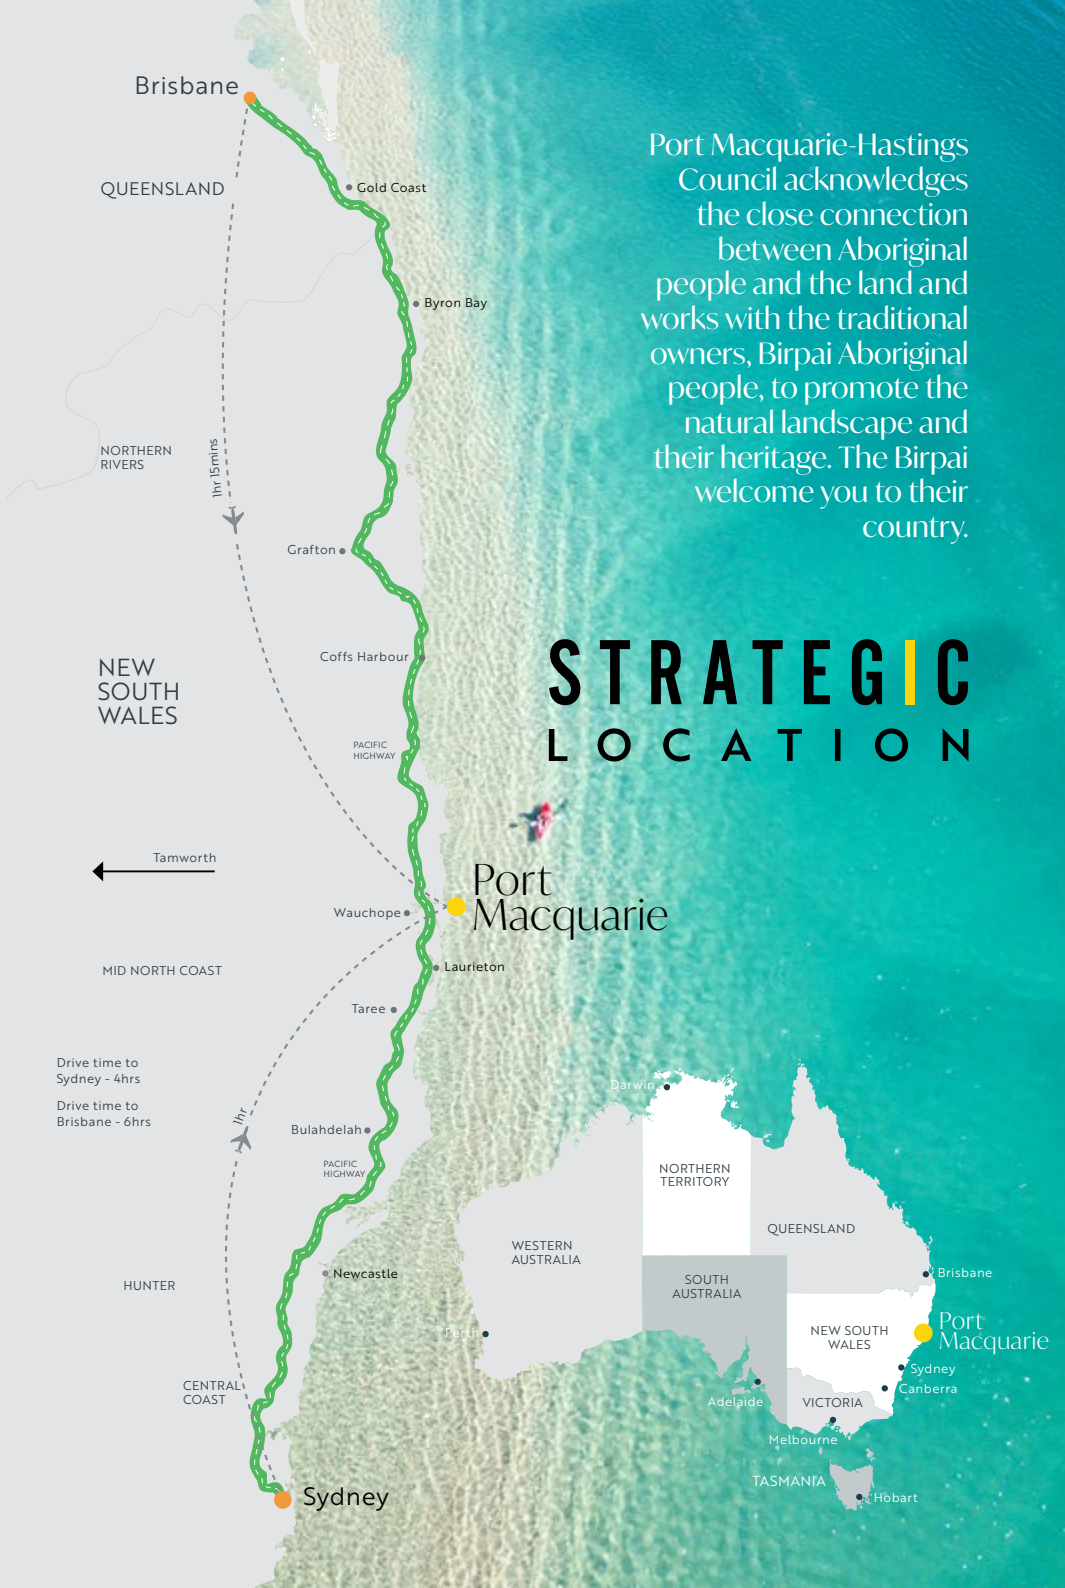 Brisbane
QUEENSLAND
Gold Coast
Byron Bay
NORTHERN
RIVERS
1hr 15mins
Grafton
NEW
SOUTH
WALES
Coffs Harbour
PACIFIC
HIGHWAY
Tamworth
Port
Macquarie
Wauchope
Laurieton
MID NORTH COAST
Taree
Drive time to
Sydney - 4hrs
Drive time to
Brisbane - 6hrs
1hr
Bulahdelah
PACIFIC
HIGHWAY
Newcastle
HUNTER
CENTRAL
COAST
Sydney
Port Macquarie-Hastings
Council acknowledges
the close connection
between Aboriginal
people and the land and
works with the traditional
owners, Birpai Aboriginal
people, to promote the
natural landscape and
their heritage. The Birpai
welcome you to their
country.
STRATEGIC
LOCATION
Darwin
NORTHERN
TERRITORY
QUEENSLAND
WESTERN
AUSTRALIA
SOUTH
AUSTRALIA
Brisbane
Perth
NEW SOUTH
WALES
Port
Macquarie
Sydney
Canberra
Adelaide
VICTORIA
Melbourne
TASMANIA
Hobart